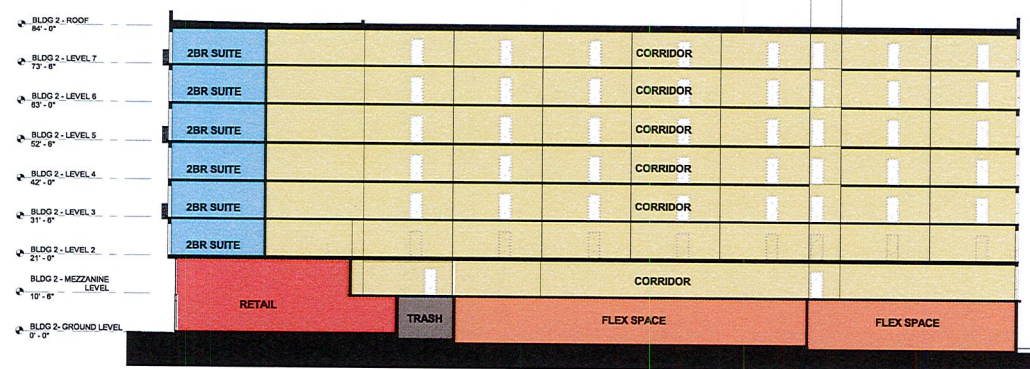 BLDG 2 - ROOF
84' - 0"
2BR SUITE
CORRIDOR
BLDG 2 - LEVEL 7
73' - 6"
2BR SUITE
CORRIDOR
BLDG 2 - LEVEL 6
63' - 0"
2BR SUITE
CORRIDOR
BLDG 2 - LEVEL 5
52' - 6"
2BR SUITE
CORRIDOR
BLDG 2 - LEVEL 4
42' - 0"
2BR SUITE
CORRIDOR
BLDG 2 - LEVEL 3
31' - 6"
2BR SUITE
BLDG 2 - LEVEL 2
21' - 0"
BLDG 2 - MEZZANINE
LEVEL
10' - 6"
CORRIDOR
RETAIL
TRASH
FLEX SPACE
FLEX SPACE
BLDG 2- GROUND LEVEL
0' - 0"